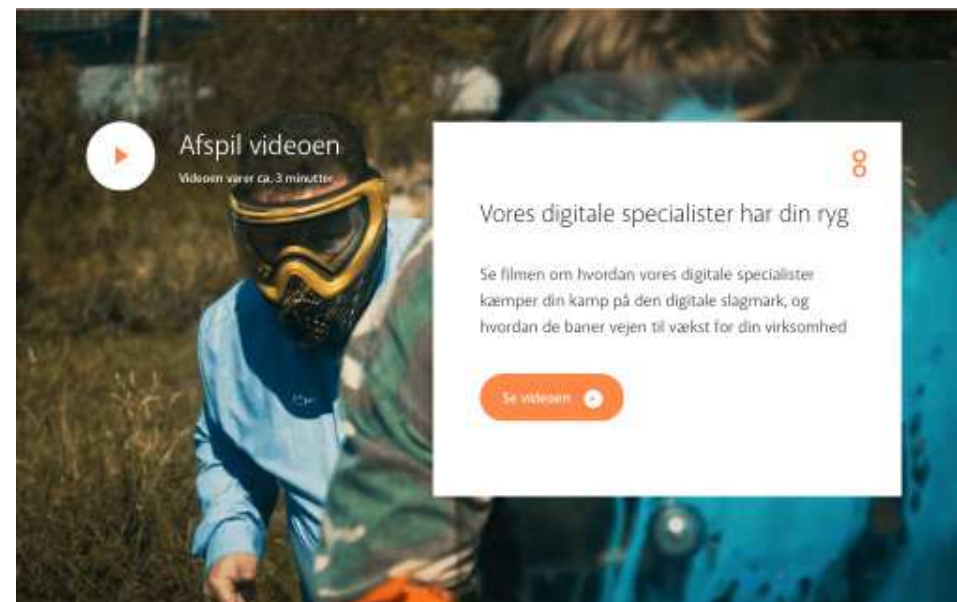 Afspil videoen
Videoen varer ca. 3 minutter
Vores digitale specialister har din ryg
Se filmen om hvordan vores digitale specialister
kæmper din kamp på den digitale slagmark, og
hvordan de baner vejen til vækst for din virksomhed
Se videoen